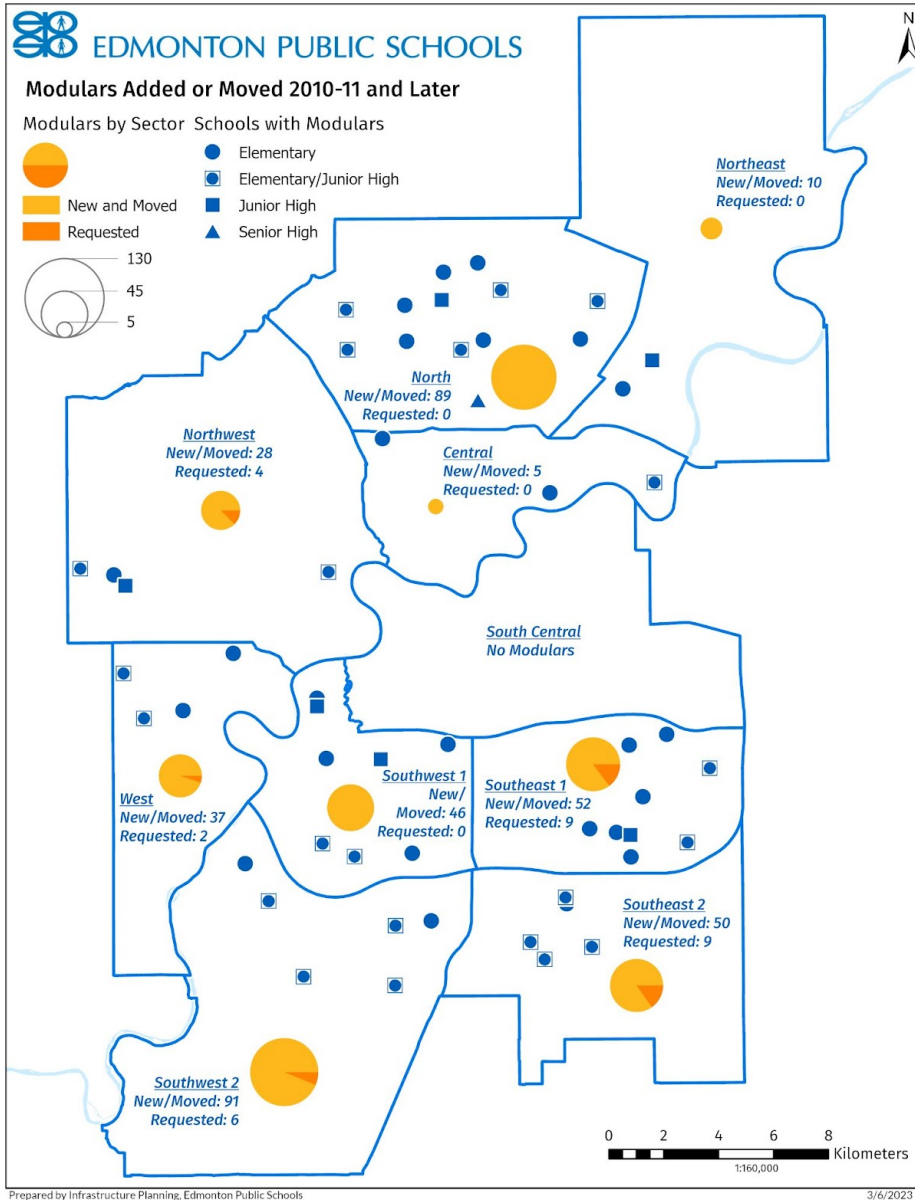 EDMONTON PUBLIC SCHOOLS
N
Modulars Added or Moved 2010-11 and Later
Modulars by Sector
Schools with Modulars
New and Moved
Requested
130
45
5
Elementary
Elementary/Junior High
Junior High
Senior High
Northeast
New/Moved: 10
Requested: 0
North
New/Moved: 89
Requested: 0
Northwest
New/Moved: 28
Requested: 4
Central
New/Moved: 5
Requested: 0
South Central
No Modulars
West
New/Moved: 37
Requested: 2
Southwest 1
New/
Moved: 46
Requested: 0
Southeast 1
New/Moved: 52
Requested: 9
Southeast 2
New/Moved: 50
Requested: 9
Southwest 2
New/Moved: 91
Requested: 6
0 2 4 6 8
Kilometers
1:160,000
Prepared by Infrastructure Planning, Edmonton Public Schools
3/6/2023